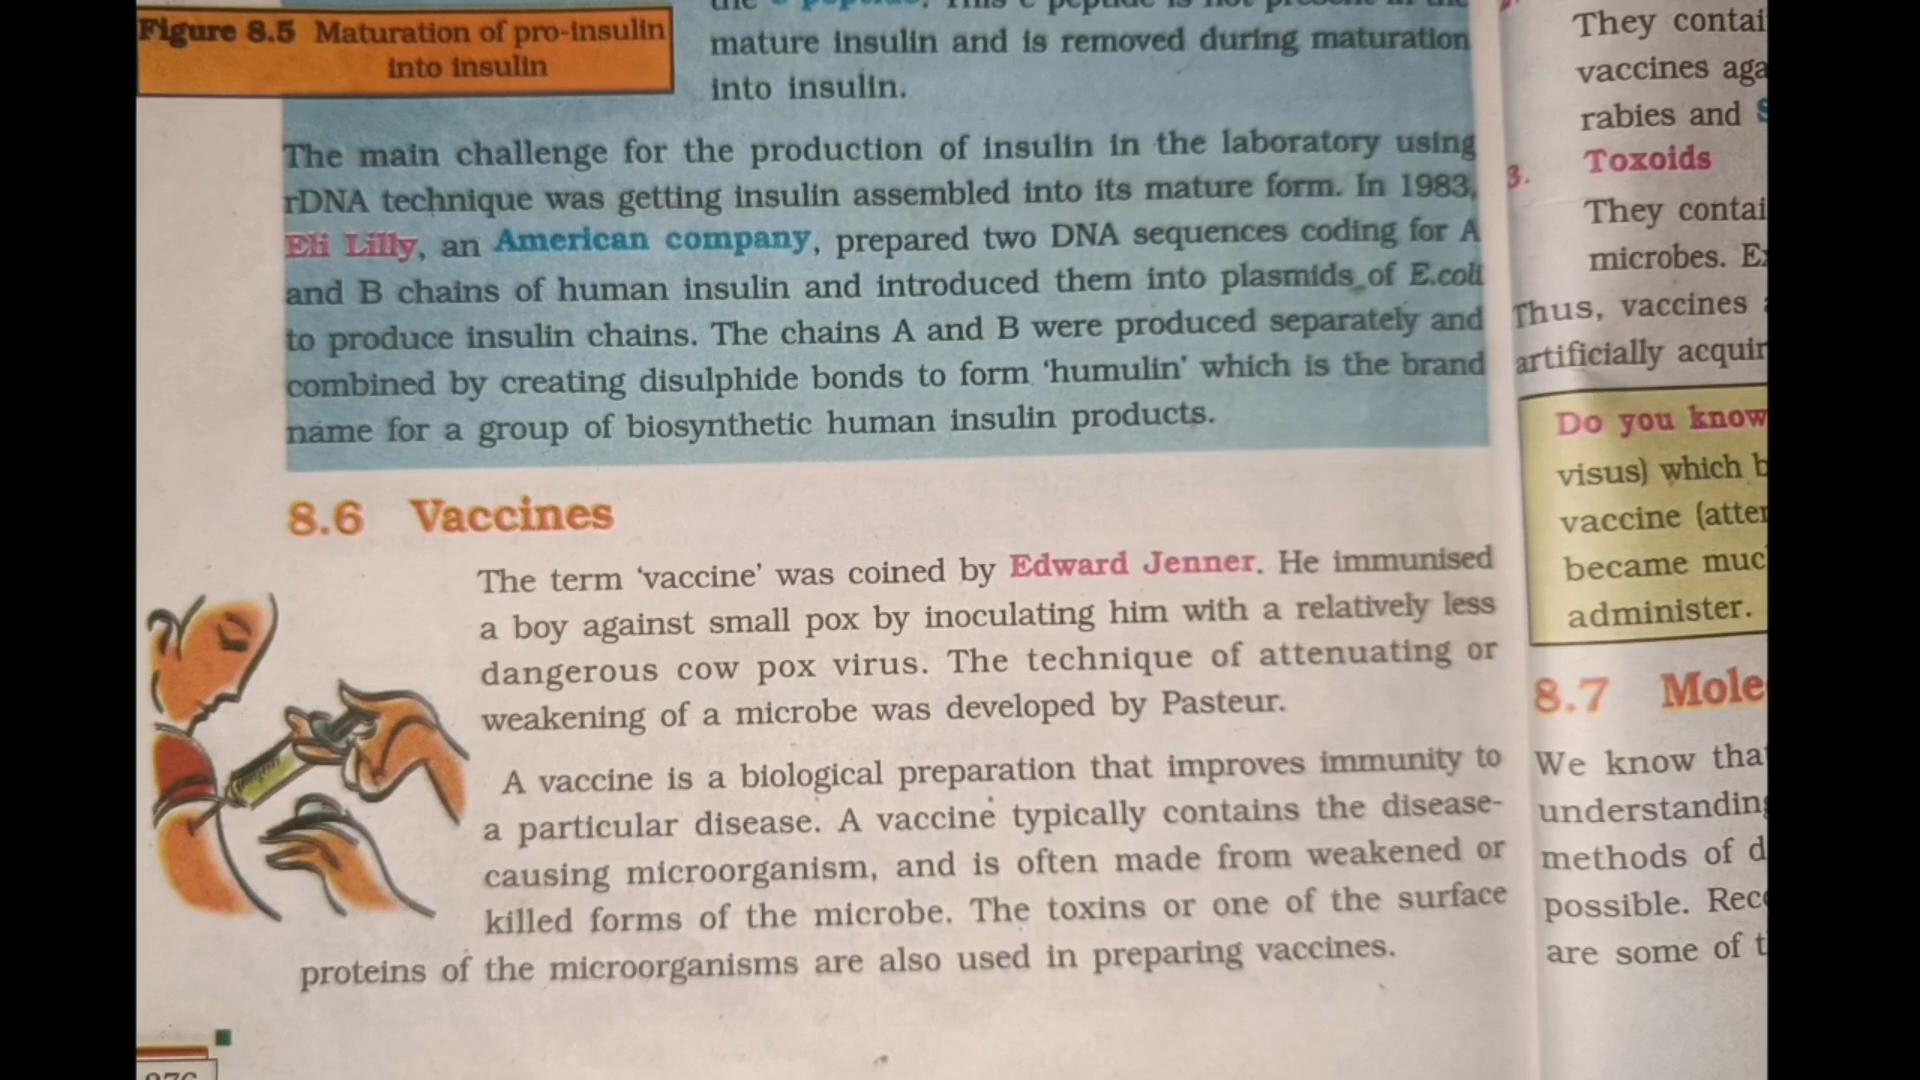 Figure 8.5 Maturation of pro-insulin
into insulin
mature insulin and is removed during maturation
into insulin.
The main challenge for the production of insulin in the laboratory using
rDNA technique was getting insulin assembled into its mature form. In 1983,
Eli Lilly, an American company, prepared two DNA sequences coding for A
and B chains of human insulin and introduced them into plasmids of E.coli
to produce insulin chains. The chains A and B were produced separately and
combined by creating disulphide bonds to form 'humulin' which is the brand
name for a group of biosynthetic human insulin products.
8.6 Vaccines
The term 'vaccine' was coined by Edward Jenner. He immunised
a boy against small pox by inoculating him with a relatively less
dangerous cow pox virus. The technique of attenuating or
weakening of a microbe was developed by Pasteur.
A vaccine is a biological preparation that improves immunity to
a particular disease. A vaccine typically contains the disease-
causing microorganism, and is often made from weakened or
killed forms of the microbe. The toxins or one of the surface
proteins of the microorganisms are also used in preparing vaccines.
They contai
vaccines aga
rabies and
3. Toxoids
They contai
microbes.
Thus, vaccines
artificially acquir
Do you know
visus) which b
vaccine (atter
became muc
administer.
8.7 Mole
We know tha
understanding
methods of d
possible. Rec
are some of t